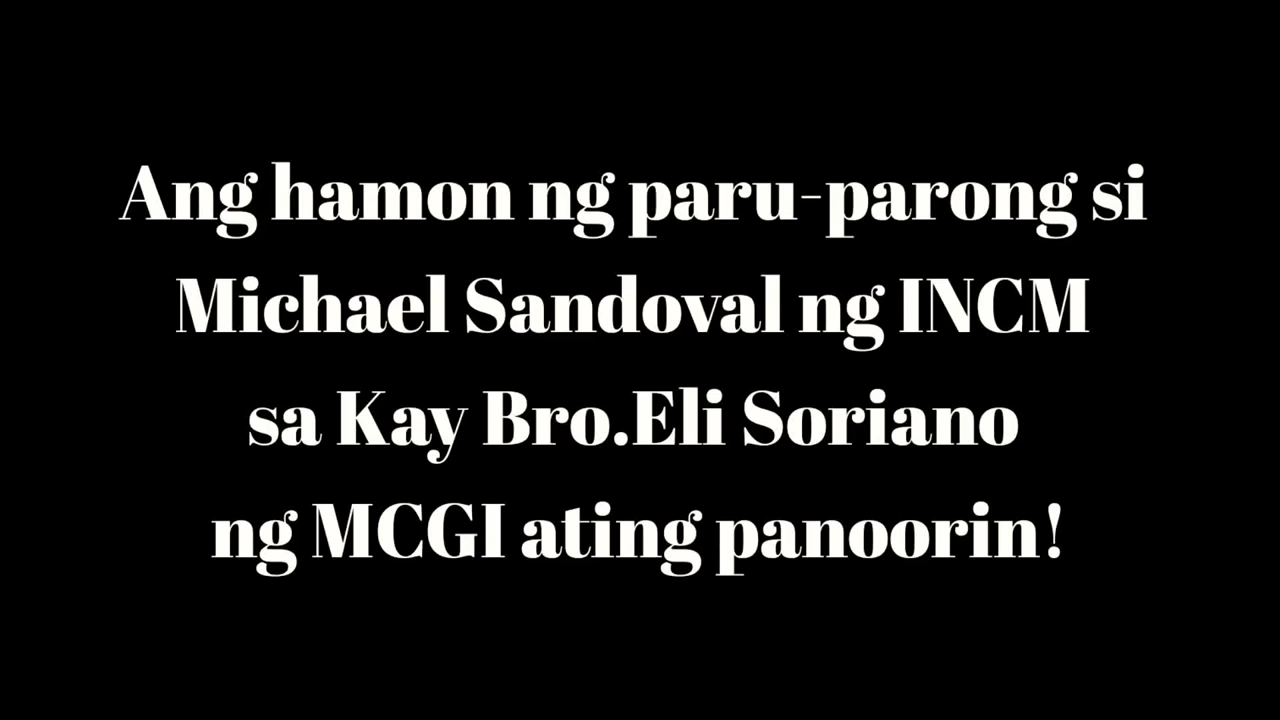 Ang hamon ng paru-parong si
Michael Sandoval ng INCM
sa Kay Bro.Eli Soriano
ng MCGI ating panoorin!